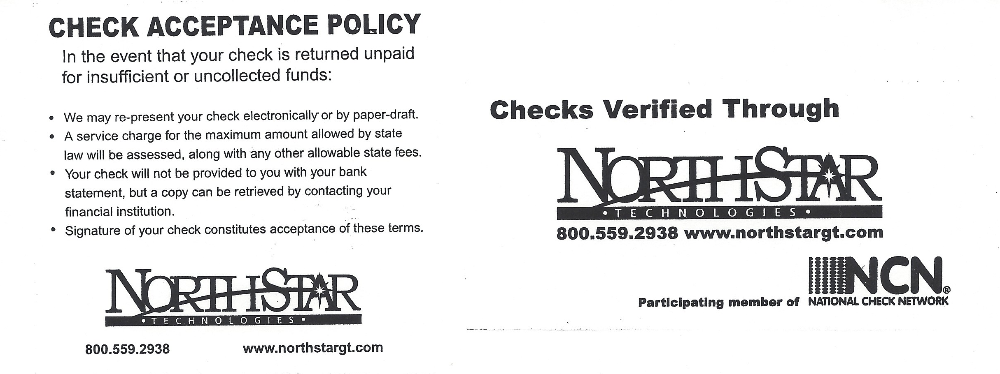 CHECK ACCEPTANCE POLICY
In the event that your check is returned unpaid
for insufficient or uncollected funds:
• We may re-present your check electronically or by paper-draft.
• A service charge for the maximum amount allowed by state
law will be assessed, along with any other allowable state fees.
• Your check will not be provided to you with your bank
statement, but a copy can be retrieved by contacting your
financial institution.
• Signature of your check constitutes acceptance of these terms.
NORTHSTAR
• TECHNOLOGIES •
800.559.2938 www.northstargt.com
Checks Verified Through
NORTHSTAR
• TECHNOLOGIES •
800.559.2938 www.northstargt.com
NCN®
Participating member of NATIONAL CHECK NETWORK